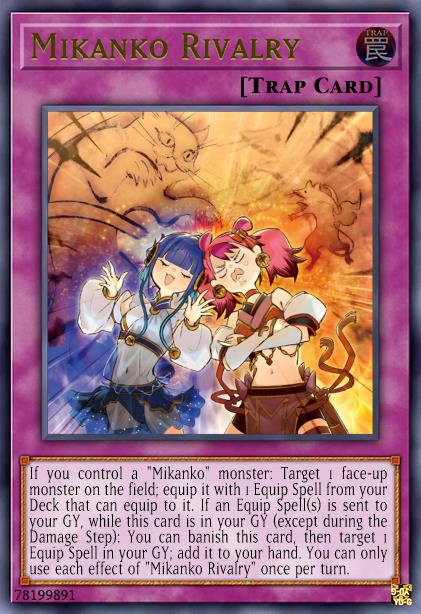 MIKANKO RIVALRY
TRAP
罠
[TRAP CARD]
If you control a "Mikanko" monster: Target 1 face-up
monster on the field; equip it with 1 Equip Spell from your
Deck that can equip to it. If an Equip Spell(s) is sent to
your GY, while this card is in your GY (except during the
Damage Step): You can banish this card, then target 1
Equip Spell in your GY; add it to your hand. You can only
use each effect of "Mikanko Rivalry" once per turn.
78199891